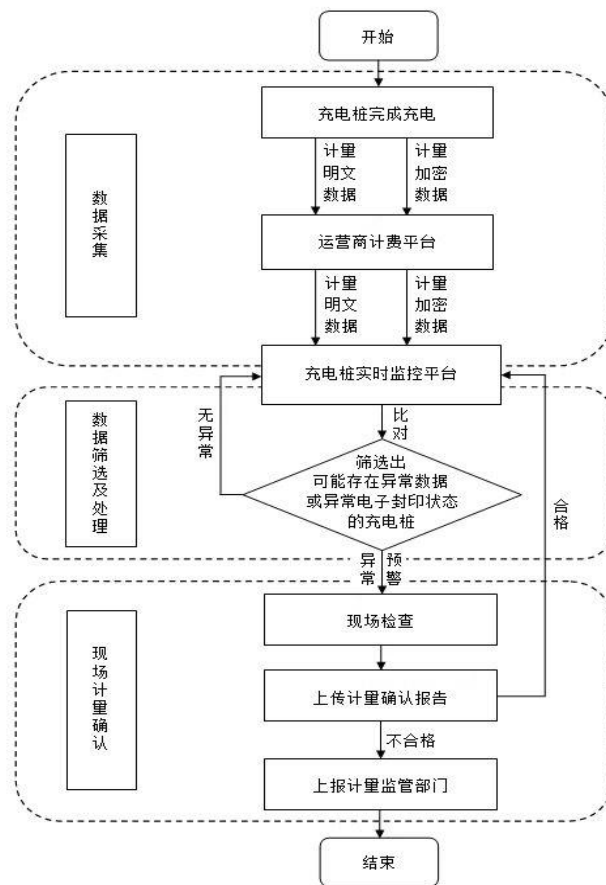 开始
充电桩完成充电
计量
明文
数据
计量
加密
数据
数据采集
运营商计费平台
计量
明文
数据
计量
加密
数据
充电桩实时监控平台
无异常
比对
数据筛选及处理
筛选出
可能存在异常数据
或异常电子封印状态
的充电桩
合格
异常
预警
现场检查
现场计量确认
上传计量确认报告
不合格
上报计量监管部门
结束